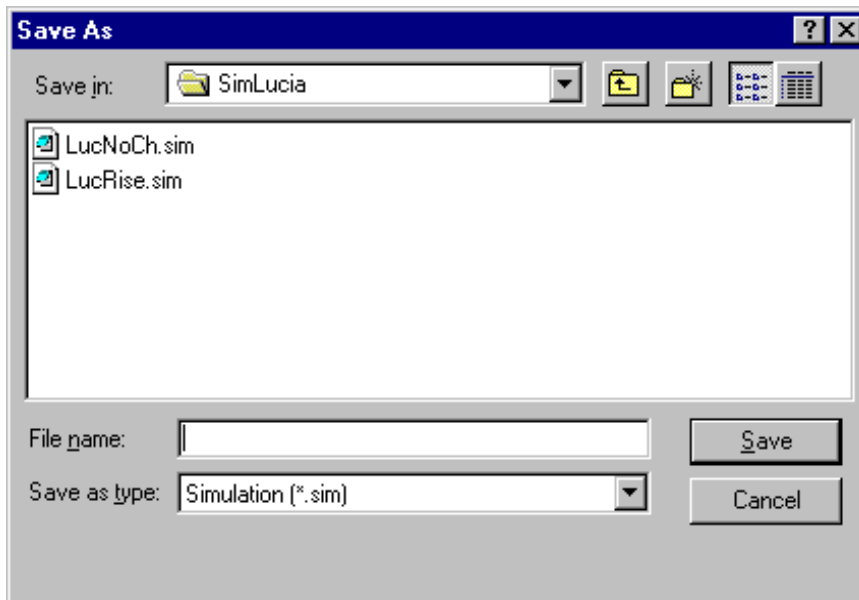 Save As
Save in: SimLucia
LucNoCh.sim
LucRise.sim
File name: Save
Save as type: Simulation (*.sim) Cancel